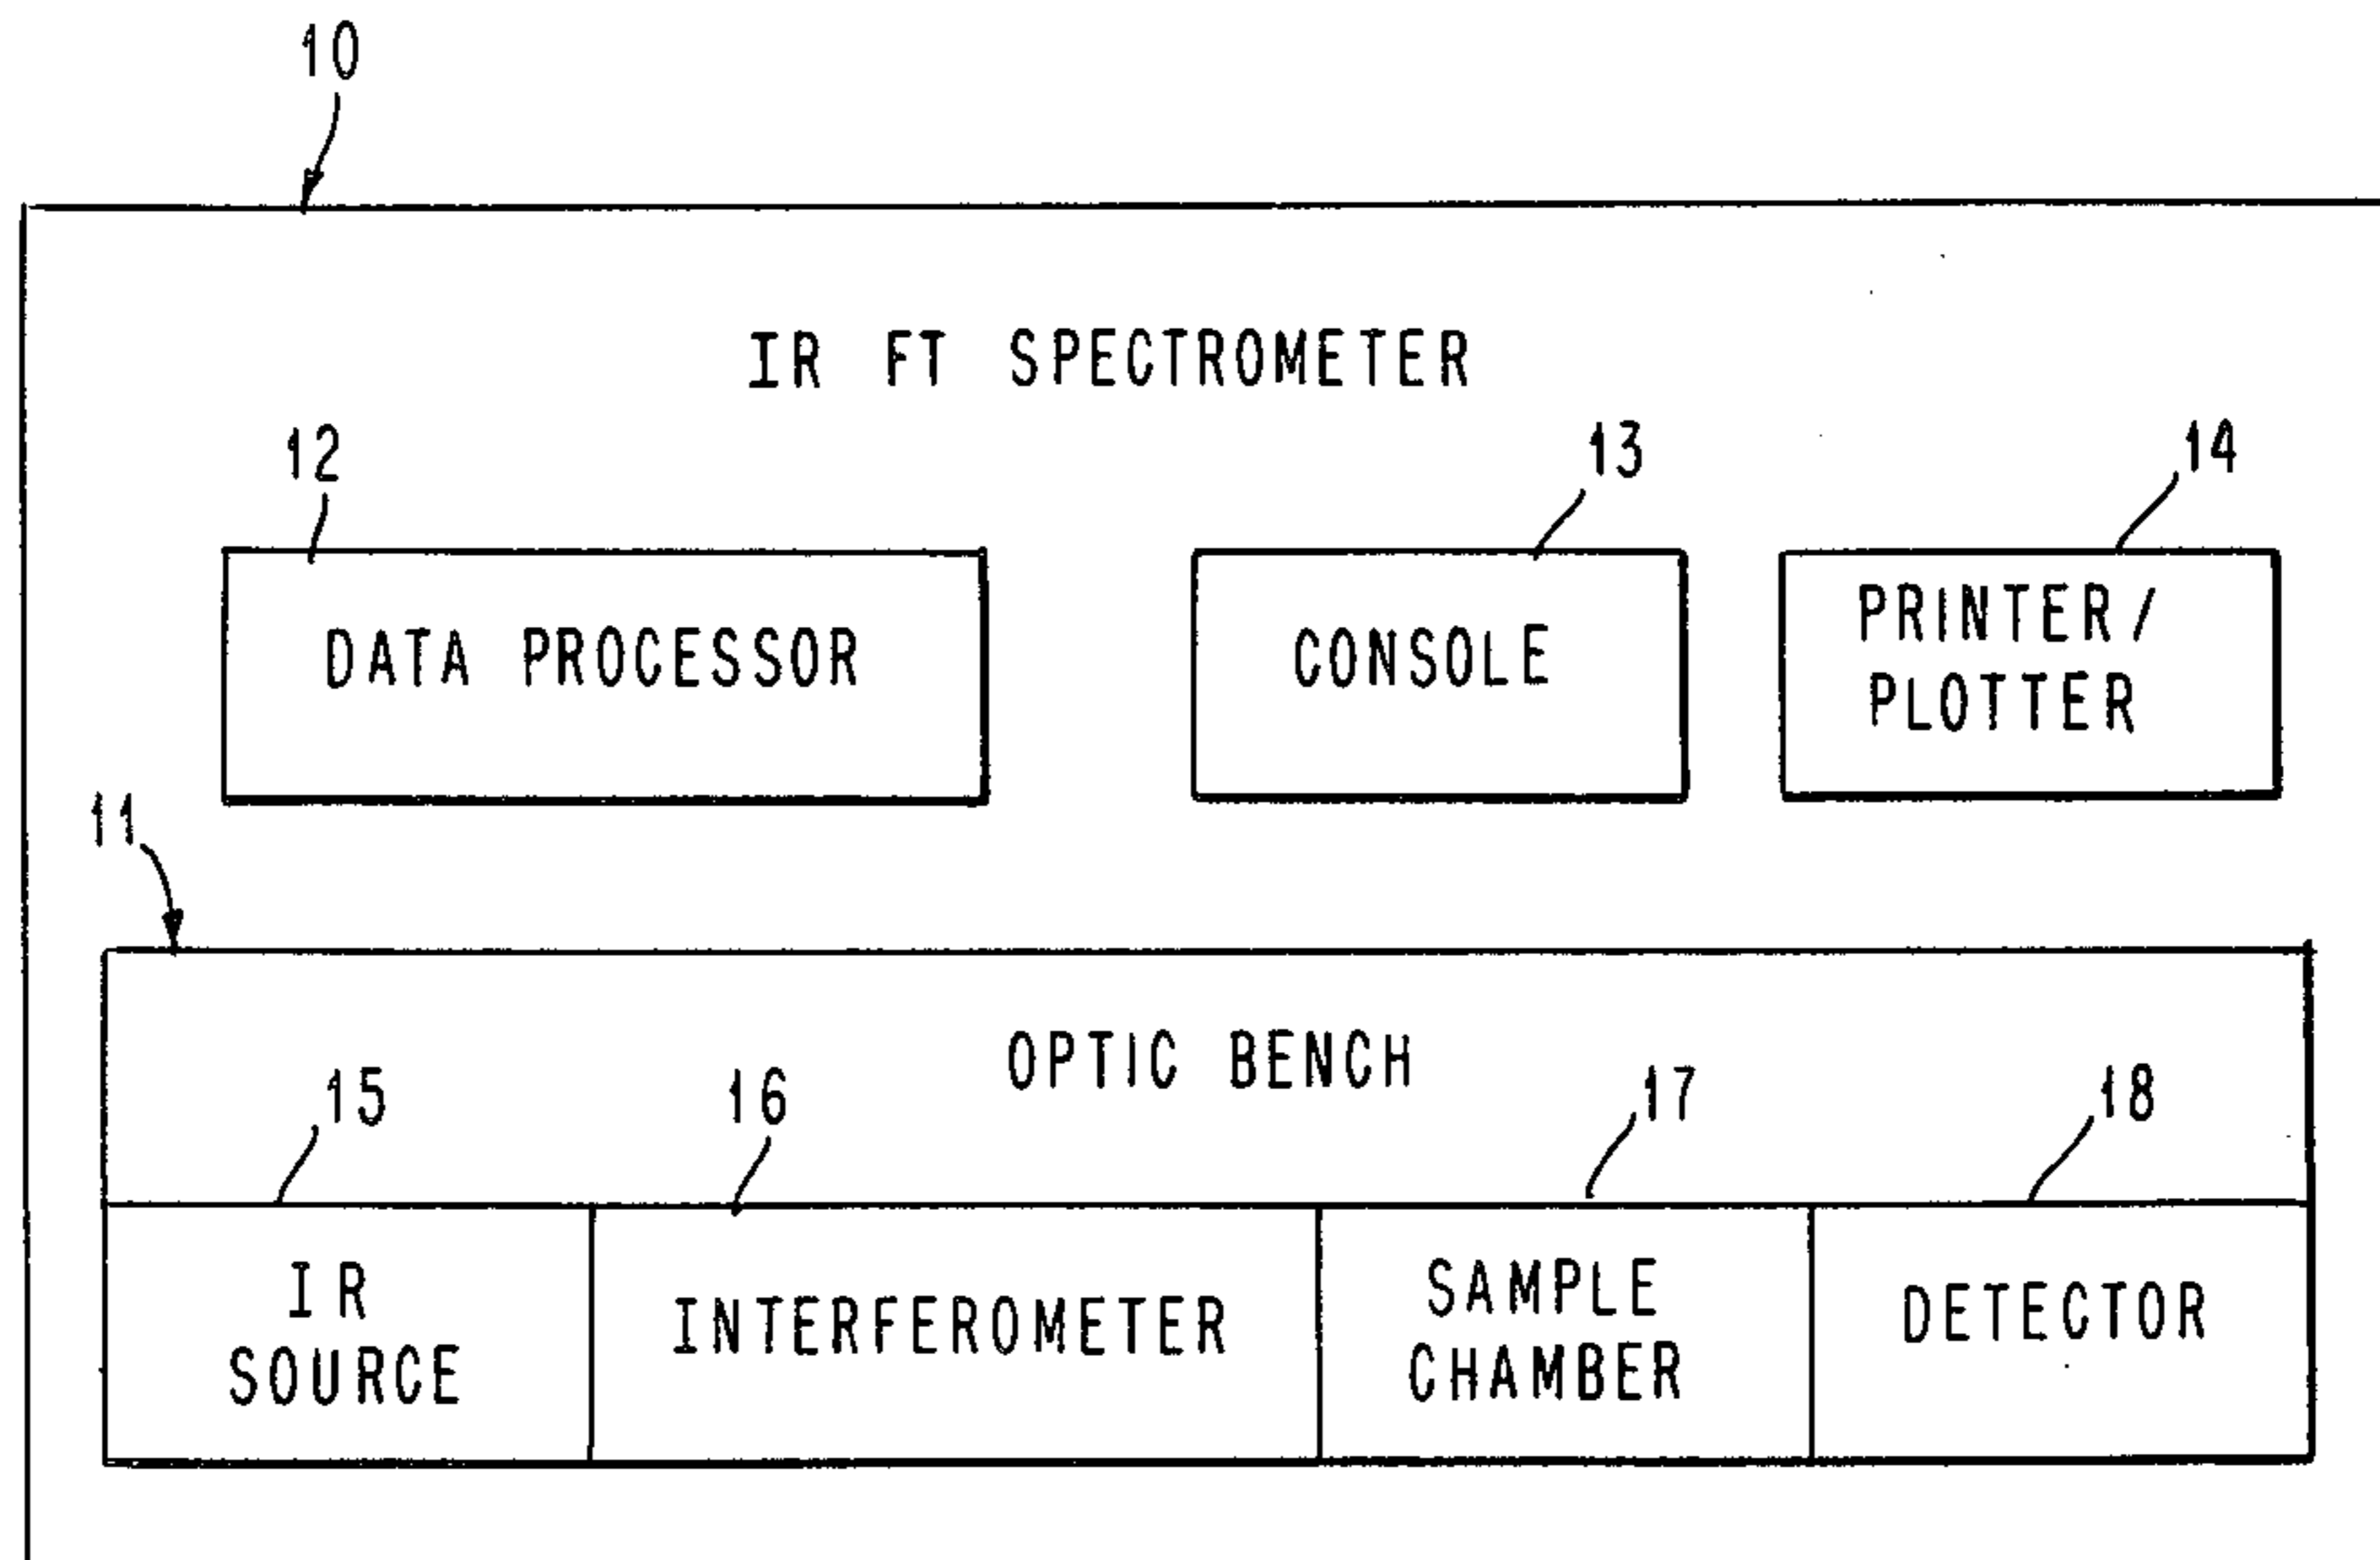 10
IR FT SPECTROMETER
12
13
14
DATA PROCESSOR
CONSOLE
PRINTER/
PLOTTER
11
OPTIC BENCH
15
16
17
18
IR
SOURCE
INTERFEROMETER
SAMPLE
CHAMBER
DETECTOR